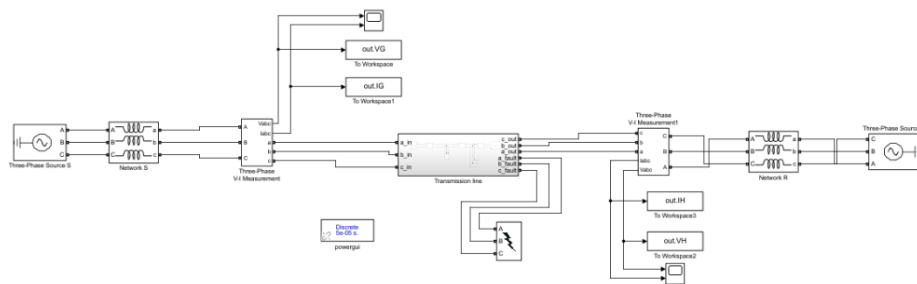 out.VG
To Workspace
out.IG
To Workspace1
Three-Phase Source S
A
B
C
A
B
C
a
b
c
Network S
A
B
C
Vabc
Iabc
a
b
c
Three-Phase
V-I Measurement
a_in
b_in
c_in
c_out
b_out
a_out
a_fault
b_fault
c_fault
Transmission line
A
B
C
Discrete
5e-05 s.
powergui
Three-Phase
V-I Measurement1
c
b
a
Iabc
Vabc
C
B
A
A
B
C
a
b
c
Network R
C
B
A
Three-Phase Source
out.IH
To Workspace3
out.VH
To Workspace2